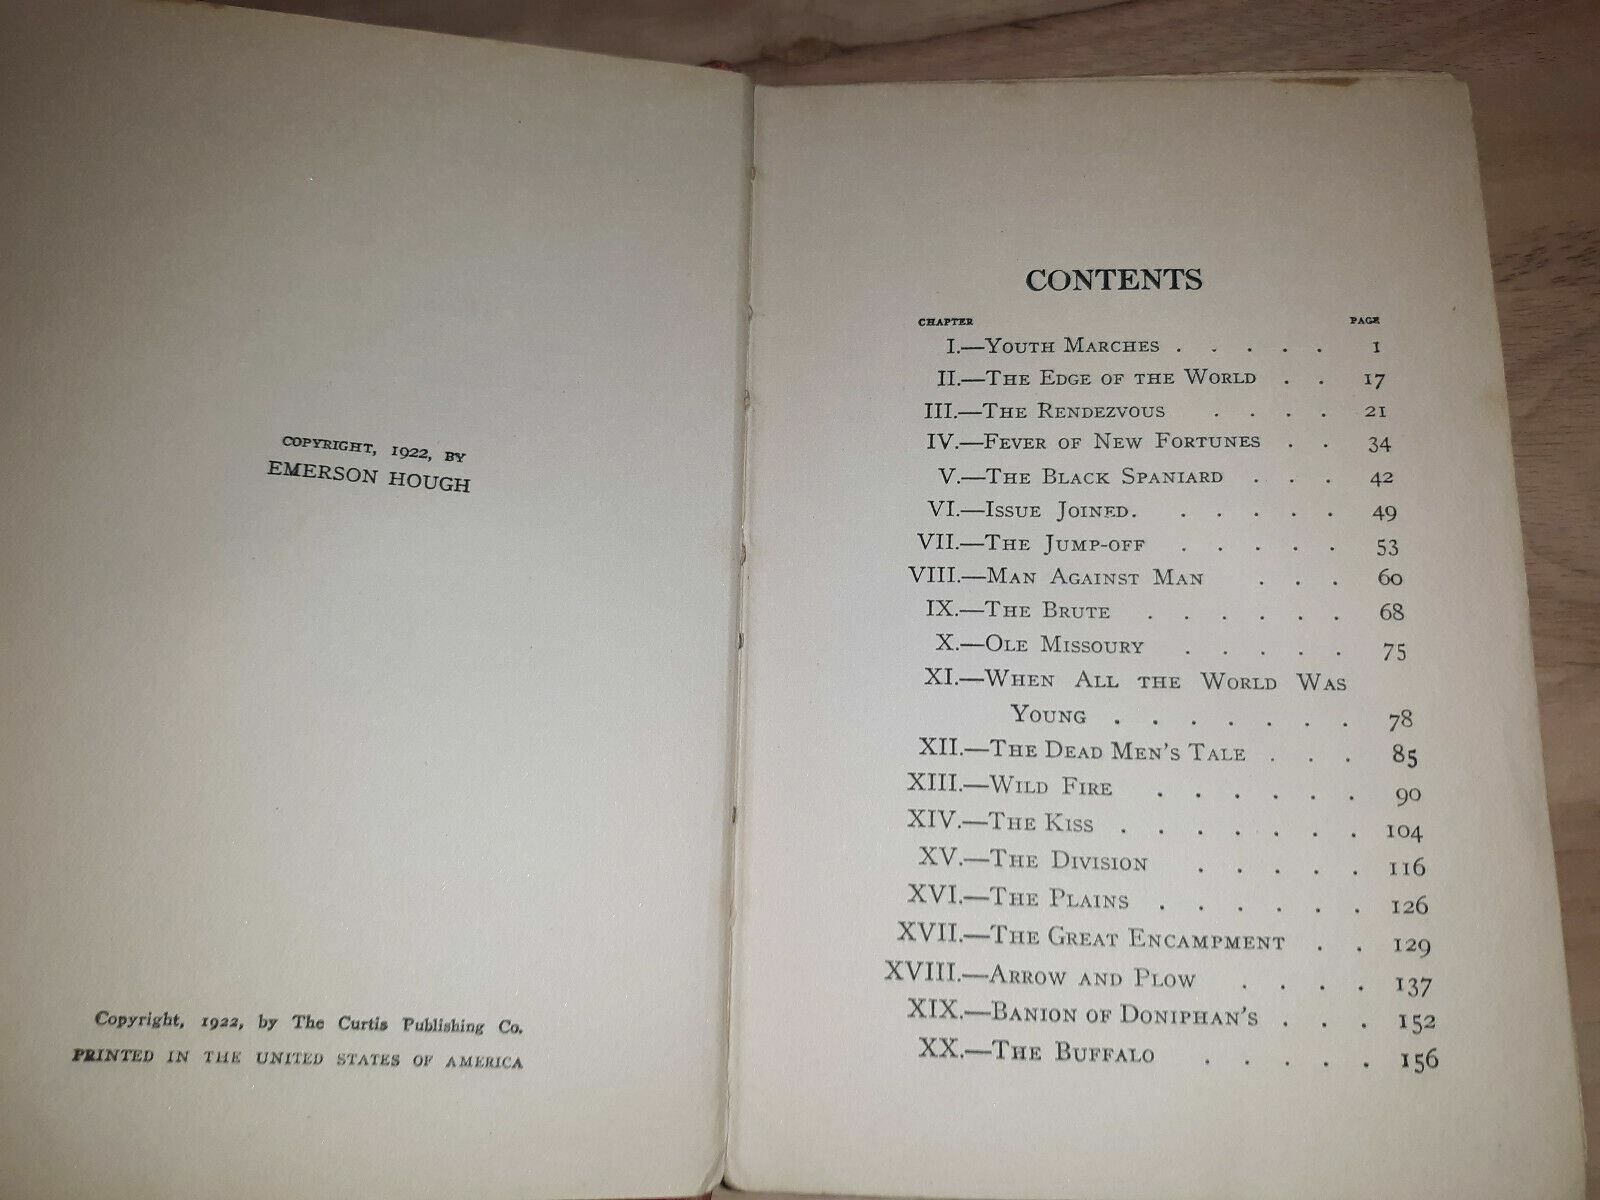 COPYRIGHT, 1922, BY
EMERSON HOUGH
Copyright, 1922, by The Curtis Publishing Co.
PRINTED IN THE UNITED STATES OF AMERICA
CONTENTS
CHAPTER PAGE
I.—YOUTH MARCHES . . . . . 1
II.—THE EDGE OF THE WORLD . . 17
III.—THE RENDEZVOUS . . . . 21
IV.—FEVER OF NEW FORTUNES . . 34
V.—THE BLACK SPANIARD . . . 42
VI.—ISSUE JOINED. . . . . . 49
VII.—THE JUMP-OFF . . . . . 53
VIII.—MAN AGAINST MAN . . . 60
IX.—THE BRUTE . . . . . . 68
X.—OLE MISSOURY . . . . . 75
XI.—WHEN ALL THE WORLD WAS
YOUNG . . . . . . . 78
XII.—THE DEAD MEN'S TALE . . . 85
XIII.—WILD FIRE . . . . . . 90
XIV.—THE KISS . . . . . . . 104
XV.—THE DIVISION . . . . . 116
XVI.—THE PLAINS . . . . . . 126
XVII.—THE GREAT ENCAMPMENT . . 129
XVIII.—ARROW AND PLOW . . . . 137
XIX.—BANION OF DONIPHAN'S . . . 152
XX.—THE BUFFALO . . . . . 156